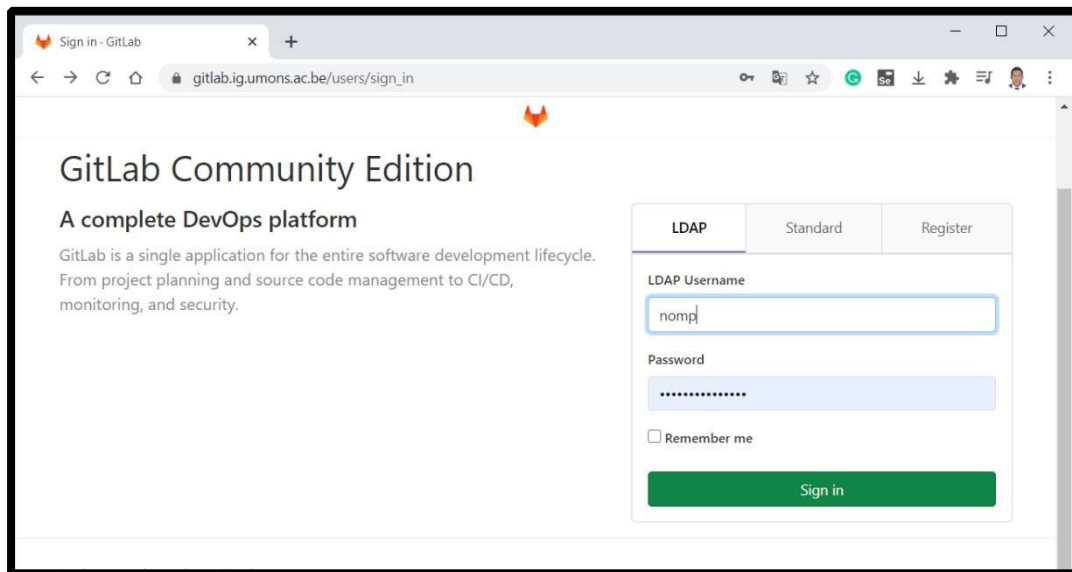 Sign in · GitLab
gitlab.ig.umons.ac.be/users/sign_in
Se
GitLab Community Edition
A complete DevOps platform
GitLab is a single application for the entire software development lifecycle.
From project planning and source code management to CI/CD,
monitoring, and security.
LDAP Standard Register
LDAP Username
nomp
Password
•••••••••••••••
Remember me
Sign in